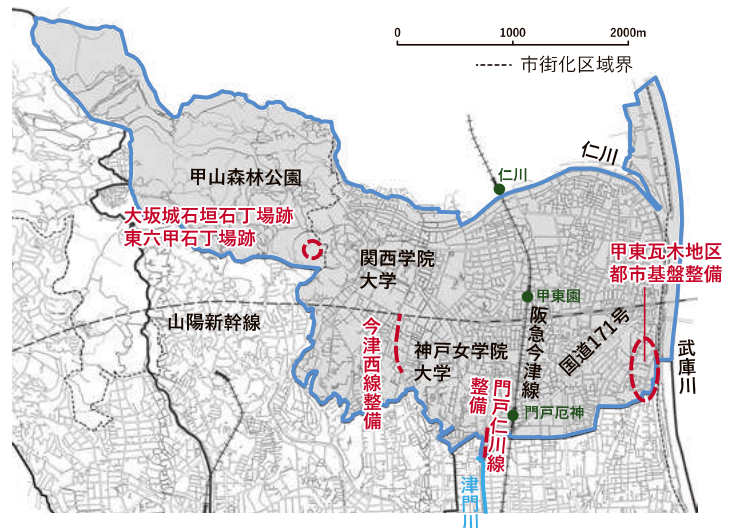 0 1000 2000m
市街化区域界
仁川
仁川
甲山森林公園
大坂城石垣石丁場跡
東六甲石丁場跡
関西学院
大学
甲東瓦木地区
都市基盤整備
甲東園
山陽新幹線
今津西線整備
神戸女学院
大学
阪急今津線
国道171号
武庫川
門戸仁川線
整備
門戸厄神
津門川